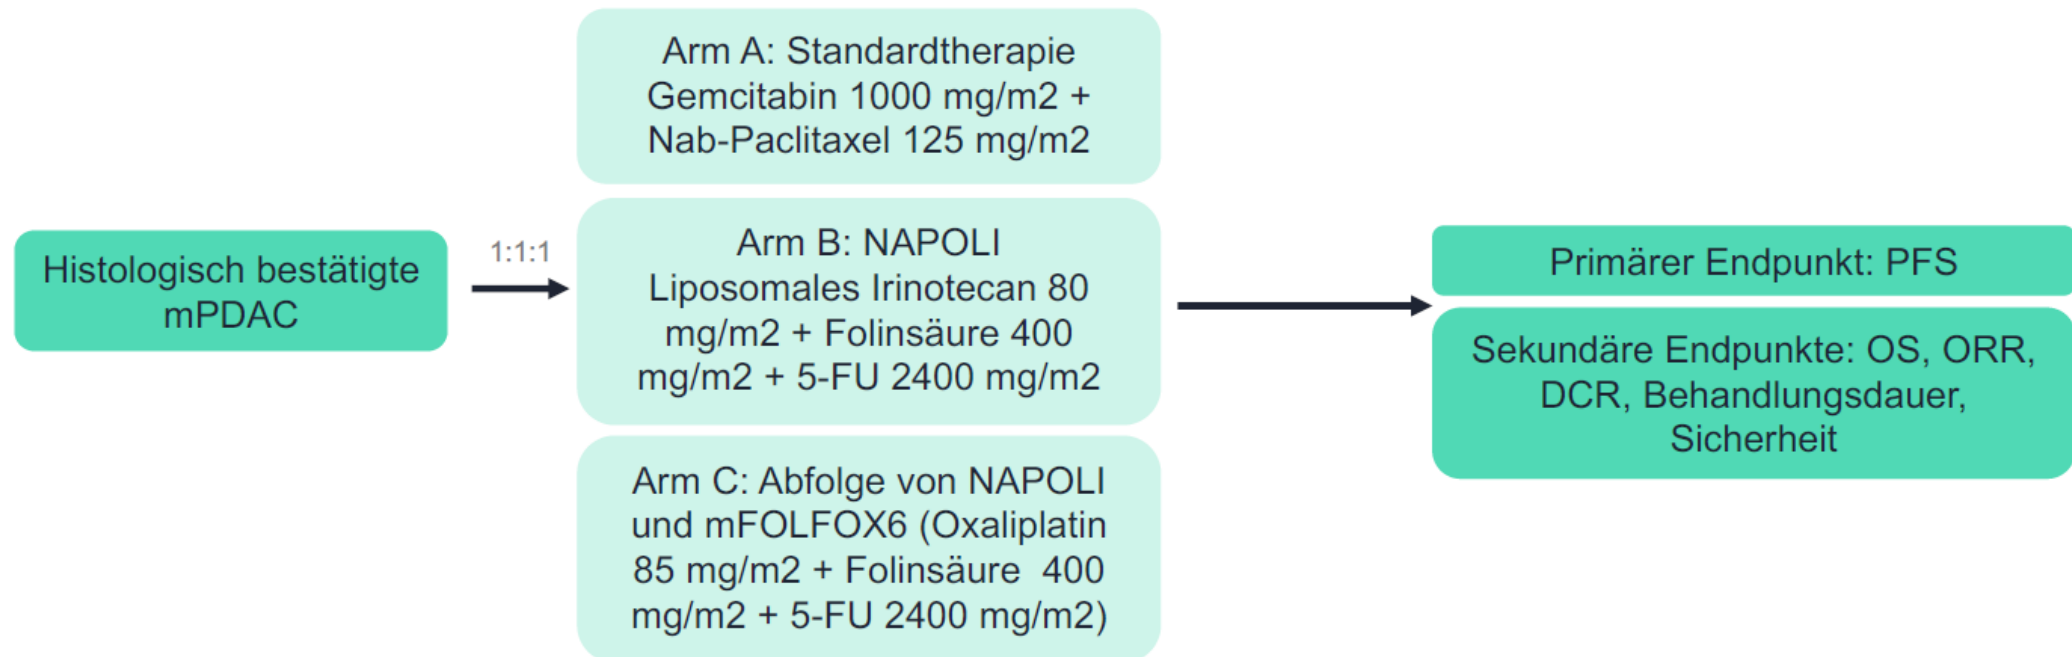 Histologisch bestätigte
mPDAC
1:1:1
Arm A: Standardtherapie
Gemcitabin 1000 mg/m2 +
Nab-Paclitaxel 125 mg/m2
Arm B: NAPOLI
Liposomales Irinotecan 80
mg/m2 + Folinsäure 400
mg/m2 + 5-FU 2400 mg/m2
Arm C: Abfolge von NAPOLI
und mFOLFOX6 (Oxaliplatin
85 mg/m2 + Folinsäure  400
mg/m2 + 5-FU 2400 mg/m2)
Primärer Endpunkt: PFS
Sekundäre Endpunkte: OS, ORR,
DCR, Behandlungsdauer,
Sicherheit